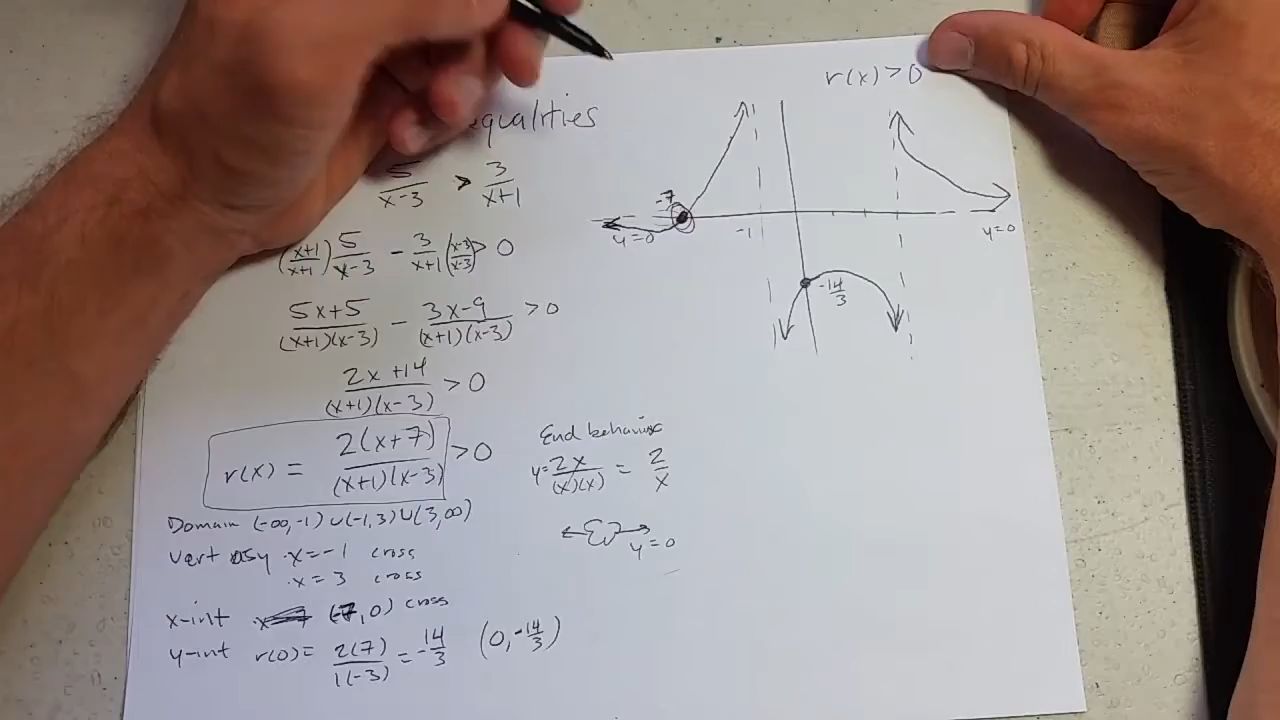 equalities
5/(x-3) > 3/(x+1)
((x+1)/(x+1)) 5/(x-3) - 3/(x+1) ((x-3)/(x-3)) > 0
(5x+5)/((x+1)(x-3)) - (3x-9)/((x+1)(x-3)) > 0
(2x+14)/((x+1)(x-3)) > 0
r(x) = 2(x+7)/((x+1)(x-3)) > 0
Domain (-∞,-1) ∪ (-1,3) ∪ (3,∞)
Vert asy x=-1 cross
x=3 cross
x-int (-7,0) cross
y-int r(0) = 2(7)/(1(-3)) = -14/3 (0,-14/3)
End behavior
y= 2x/((x)(x)) = 2/x
y=0
r(x) > 0
-7
y=0
-1
y=0
-14/3